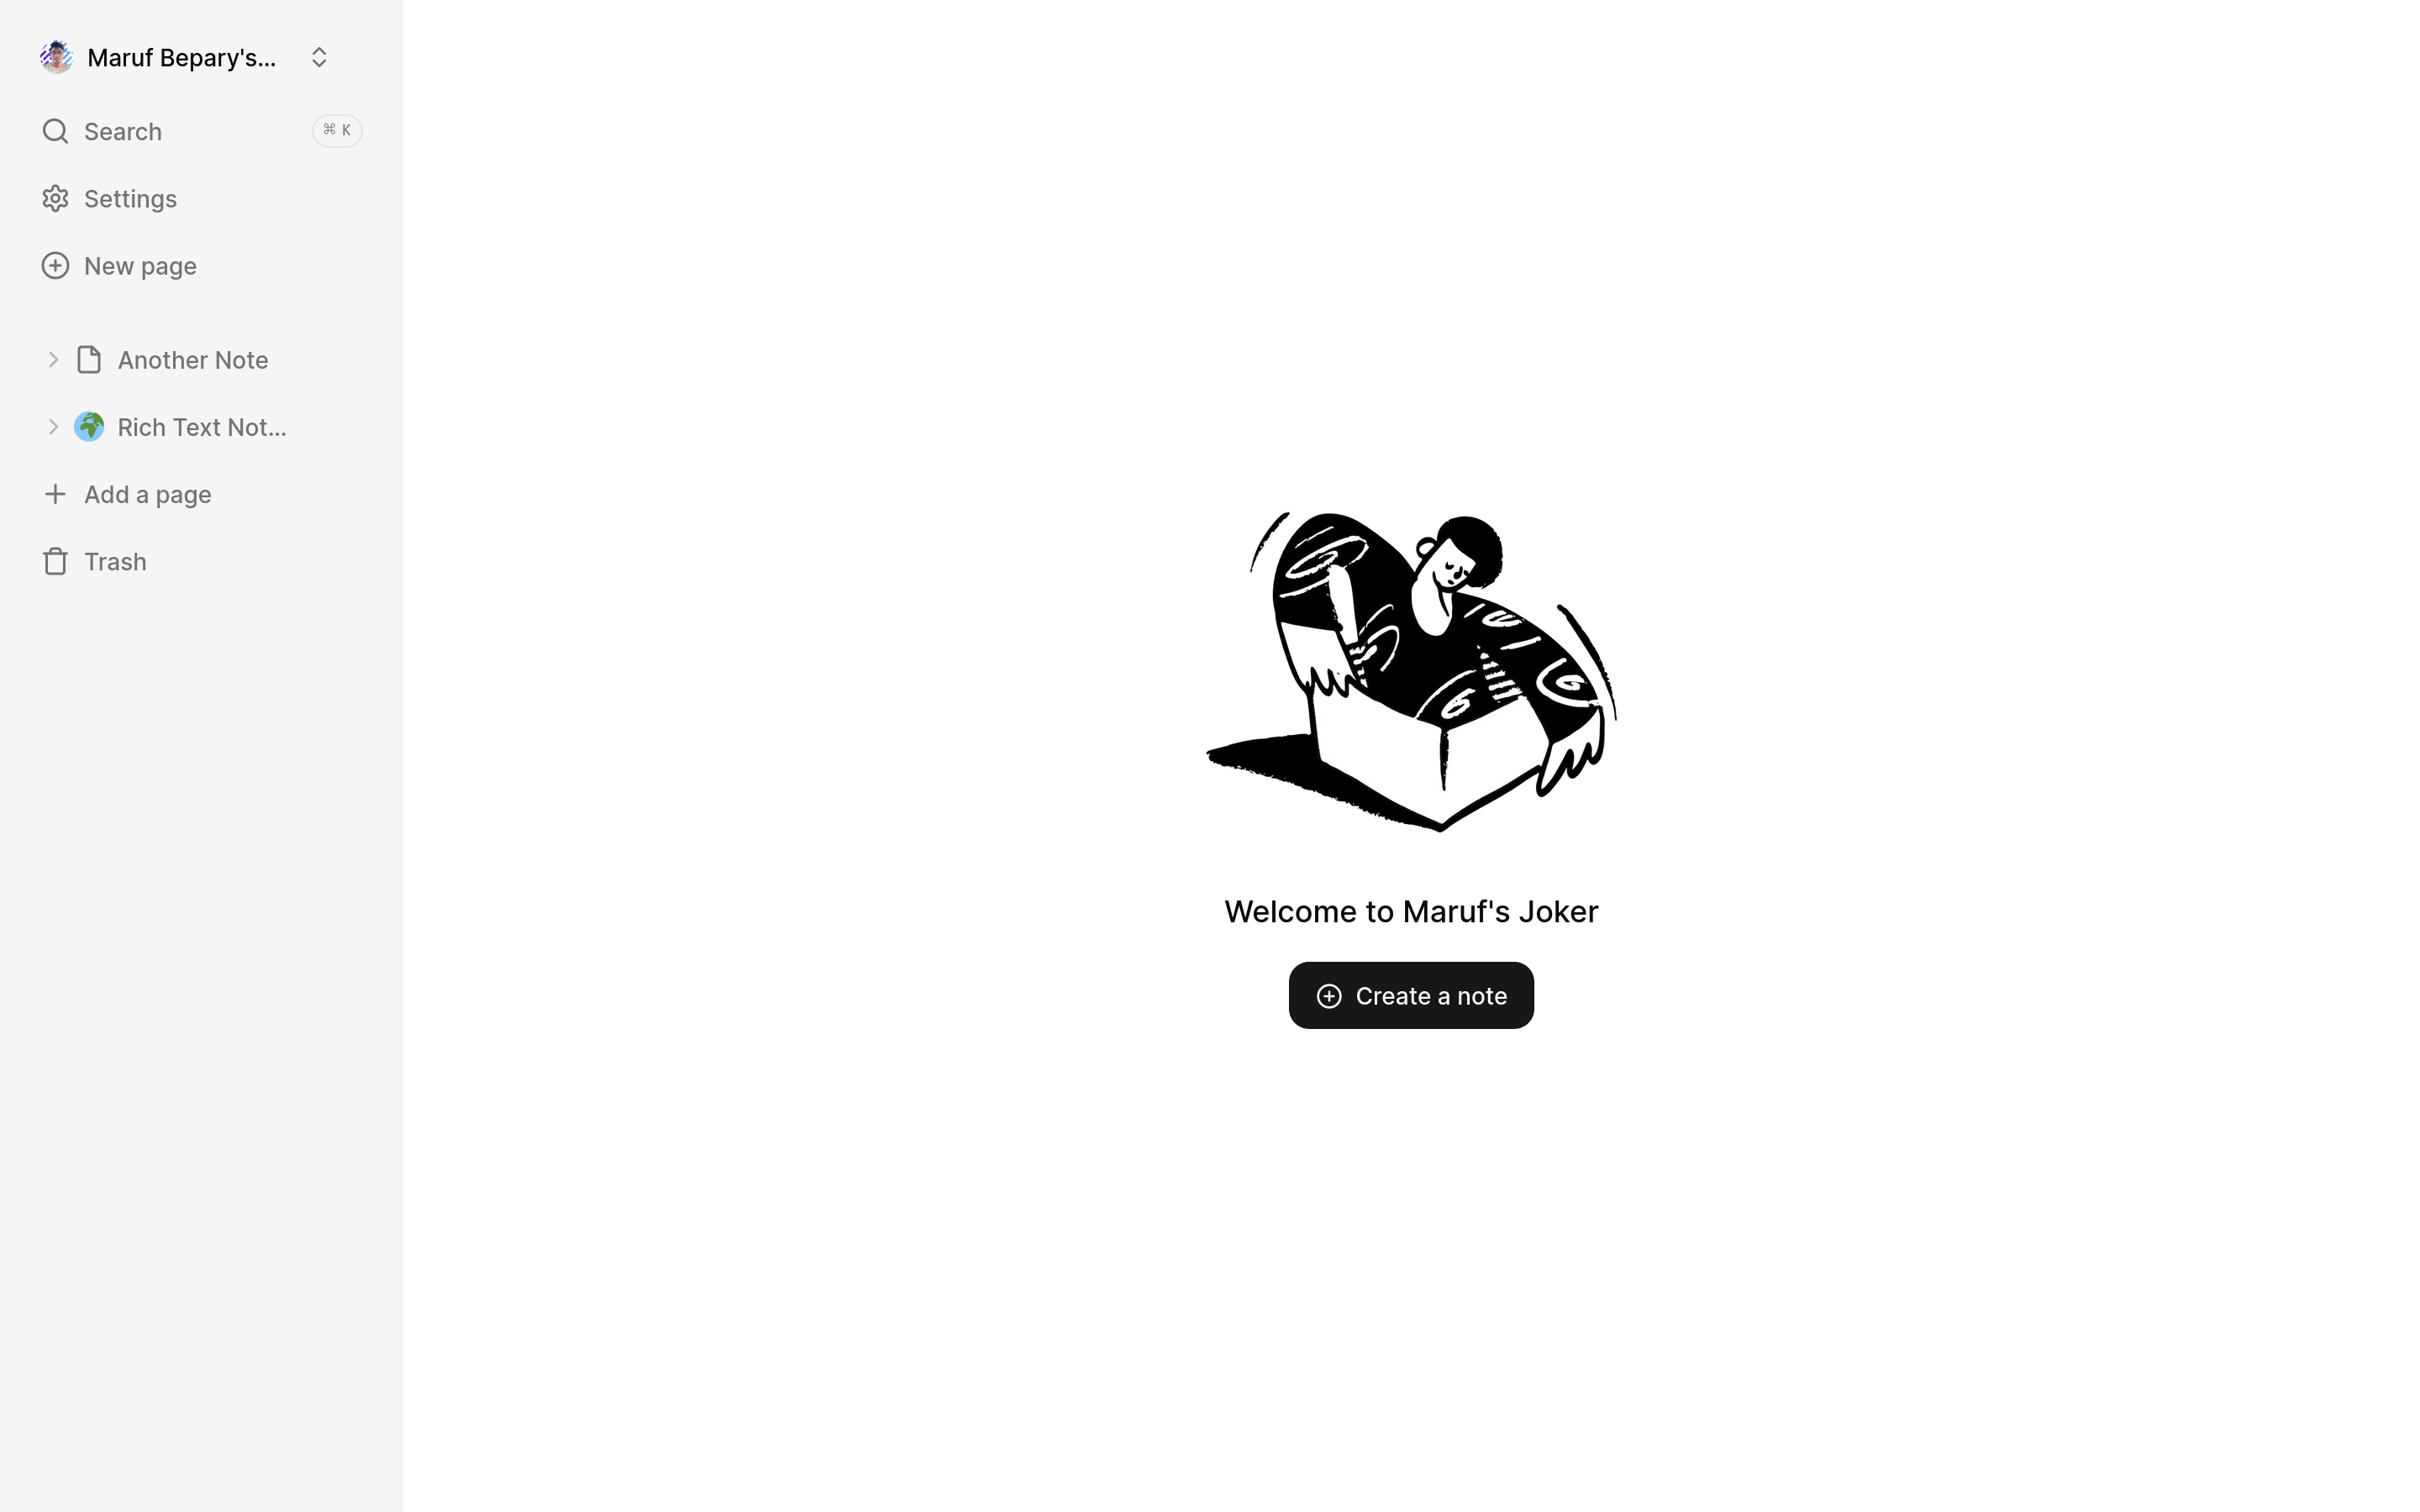 Maruf Bepary's...
Search
⌘ K
Settings
New page
Another Note
Rich Text Not...
Add a page
Trash
Welcome to Maruf's Joker
Create a note